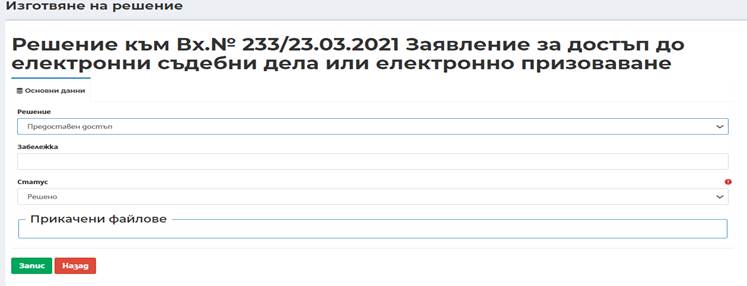 Изготвяне на решение
Решение към Вх.№ 233/23.03.2021 Заявление за достъп до
електронни съдебни дела или електронно призоваване
Основни данни
Решение
Предоставен достъп
Забележка
Статус
Решено
Прикачени файлове
Запис Назад